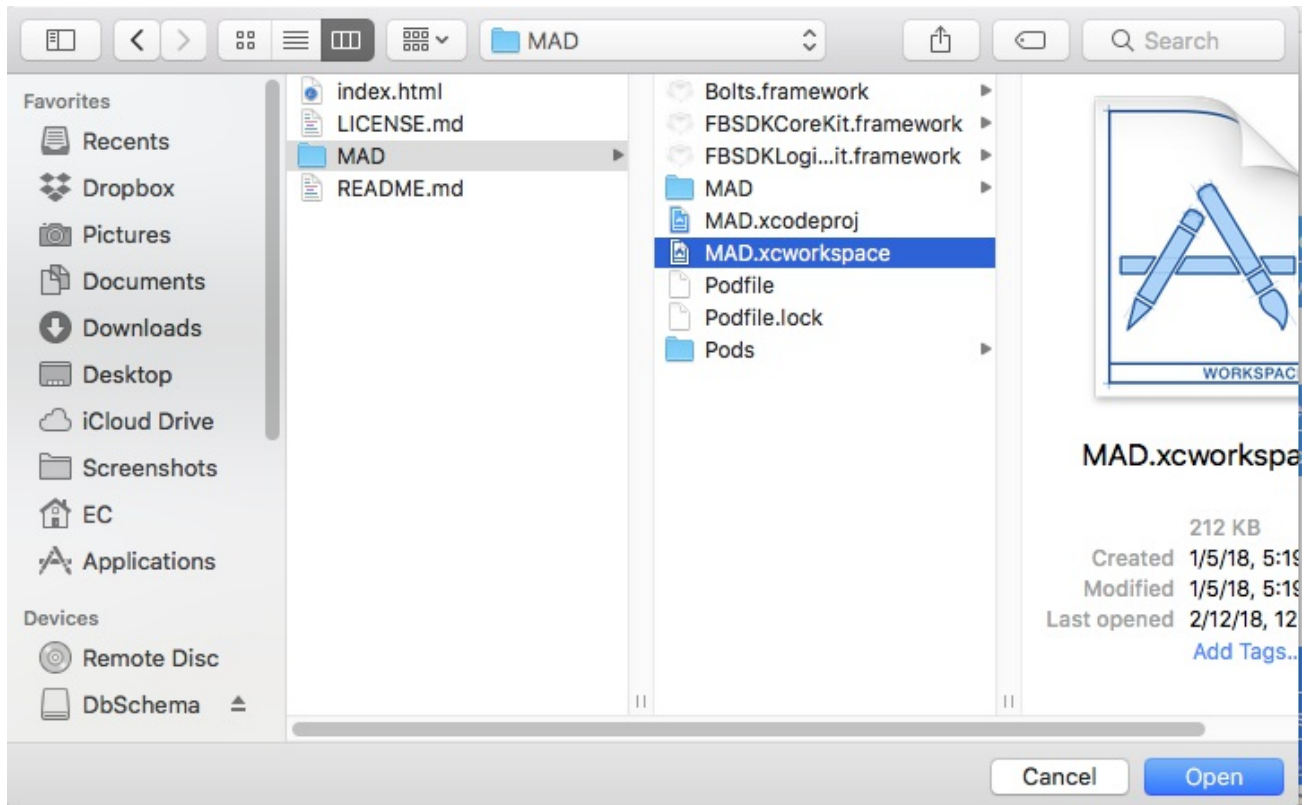 MAD
Search
Favorites
Recents
Dropbox
Pictures
Documents
Downloads
Desktop
iCloud Drive
Screenshots
EC
Applications
Devices
Remote Disc
DbSchema
index.html
LICENSE.md
MAD
README.md
Bolts.framework
FBSDKCoreKit.framework
FBSDKLogi...it.framework
MAD
MAD.xcodeproj
MAD.xcworkspace
Podfile
Podfile.lock
Pods
WORKSPAC
MAD.xcworkspa
212 KB
Created 1/5/18, 5:19
Modified 1/5/18, 5:19
Last opened 2/12/18, 12
Add Tags..
Cancel
Open